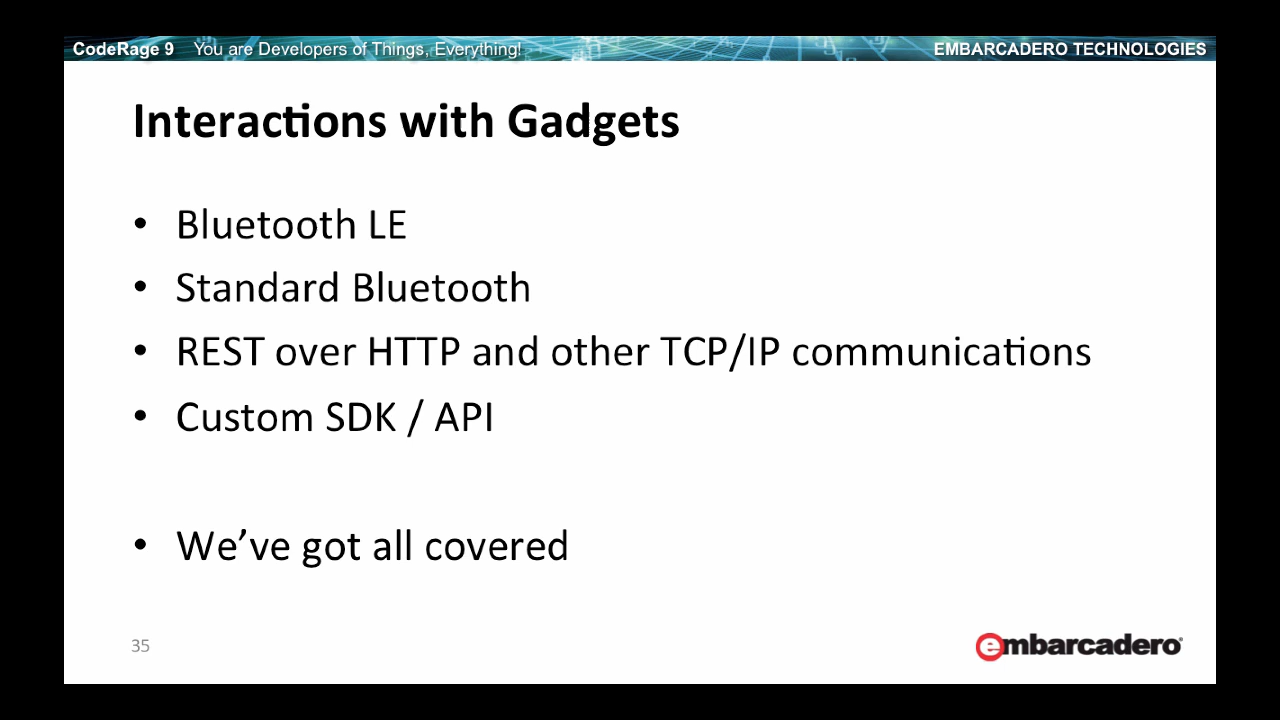 CodeRage 9 You are Developers of Things, Everything! EMBARCADERO TECHNOLOGIES
Interactions with Gadgets
• Bluetooth LE
• Standard Bluetooth
• REST over HTTP and other TCP/IP communications
• Custom SDK / API
• We’ve got all covered
35 embarcadero